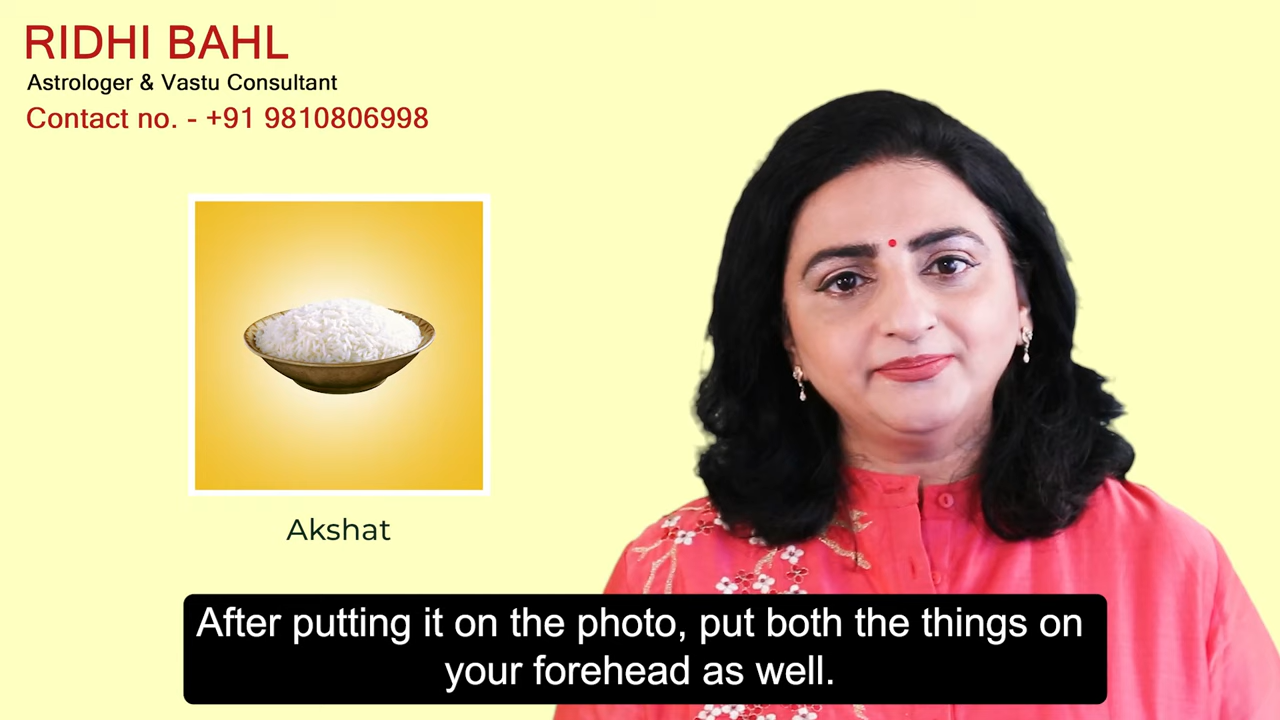 RIDHI BAHL
Astrologer & Vastu Consultant
Contact no. - +91 9810806998
Akshat
After putting it on the photo, put both the things on
your forehead as well.